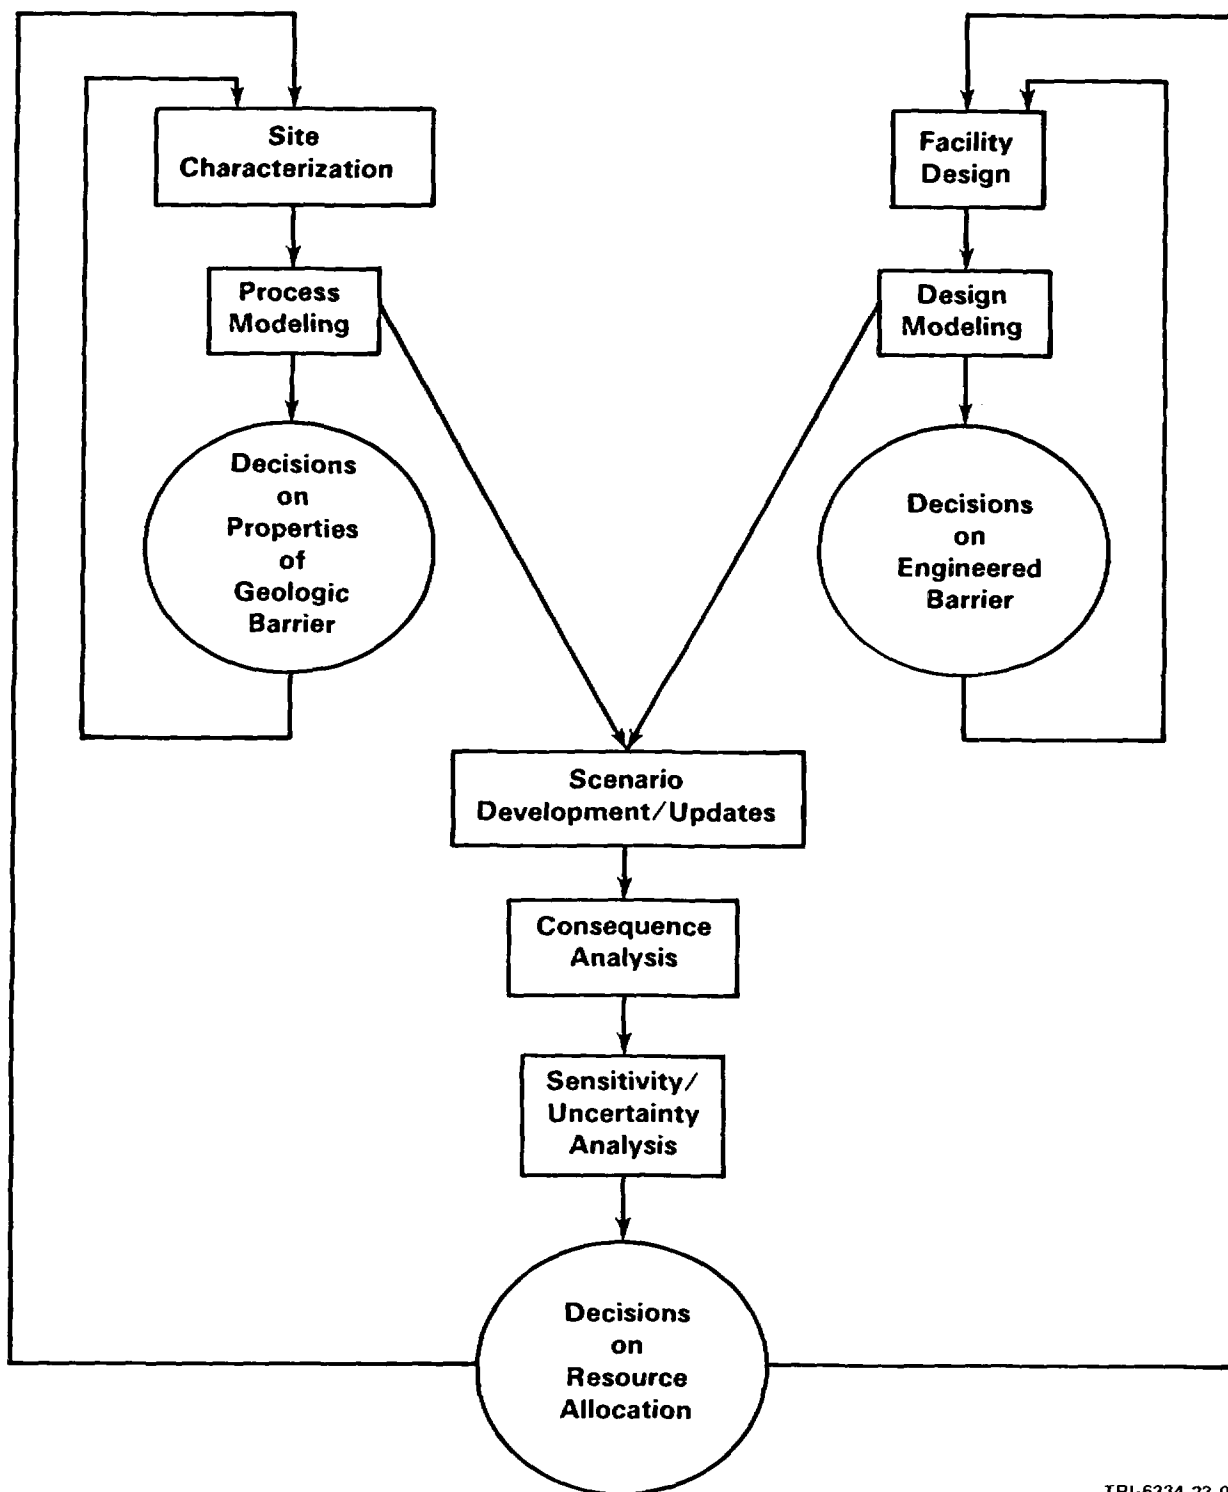 Site
Characterization
Facility
Design
Process
Modeling
Design
Modeling
Decisions
on
Properties
of
Geologic
Barrier
Decisions
on
Engineered
Barrier
Scenario
Development/Updates
Consequence
Analysis
Sensitivity/
Uncertainty
Analysis
Decisions
on
Resource
Allocation